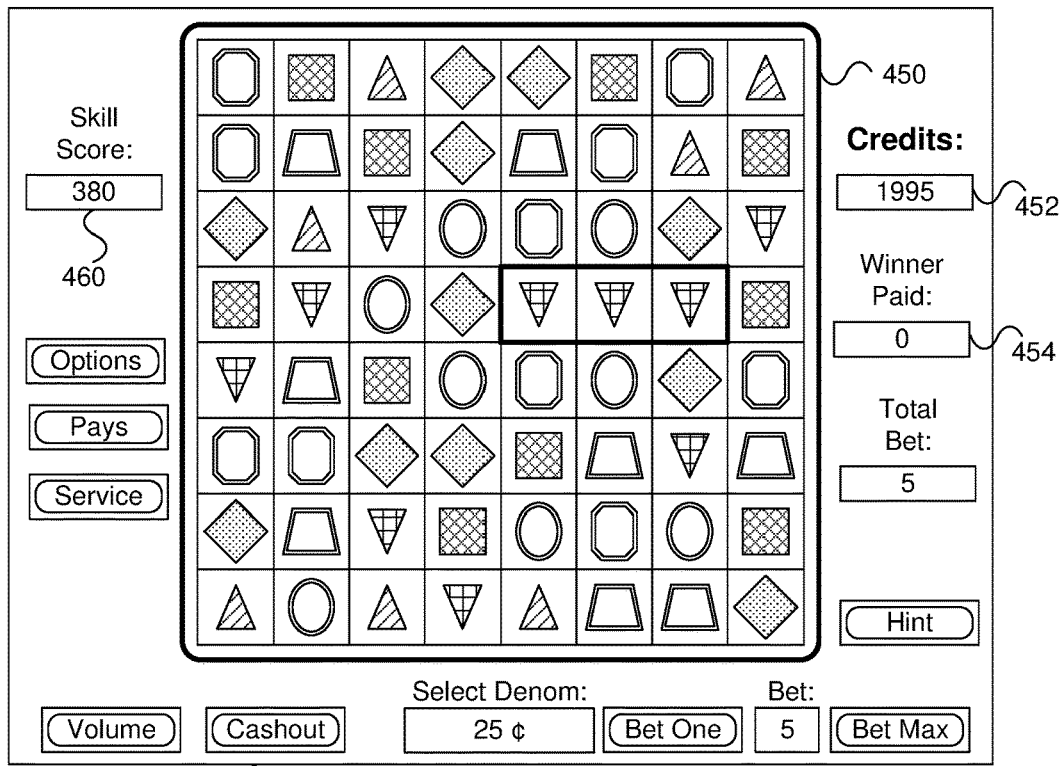 Skill
Score:
380
460
Options
Pays
Service
450
Credits:
1995
452
Winner
Paid:
0
454
Total
Bet:
5
Hint
Select Denom:
Bet:
Volume
Cashout
25 ¢
Bet One
5
Bet Max